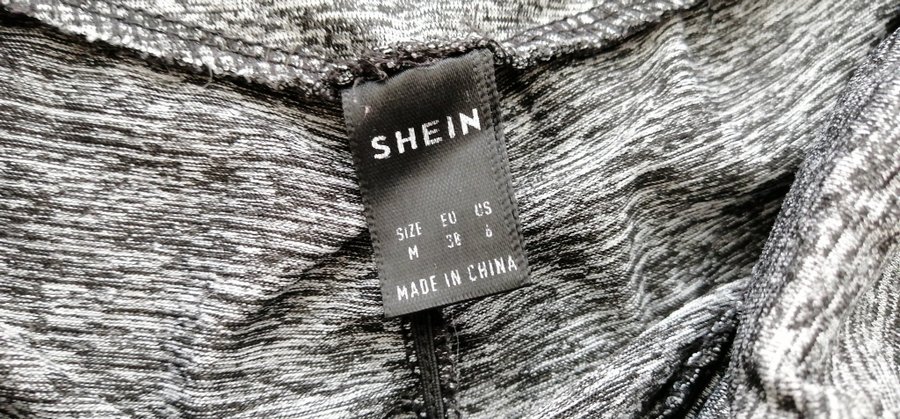 SHEIN
SIZE EU US
M 38 6
MADE IN CHINA